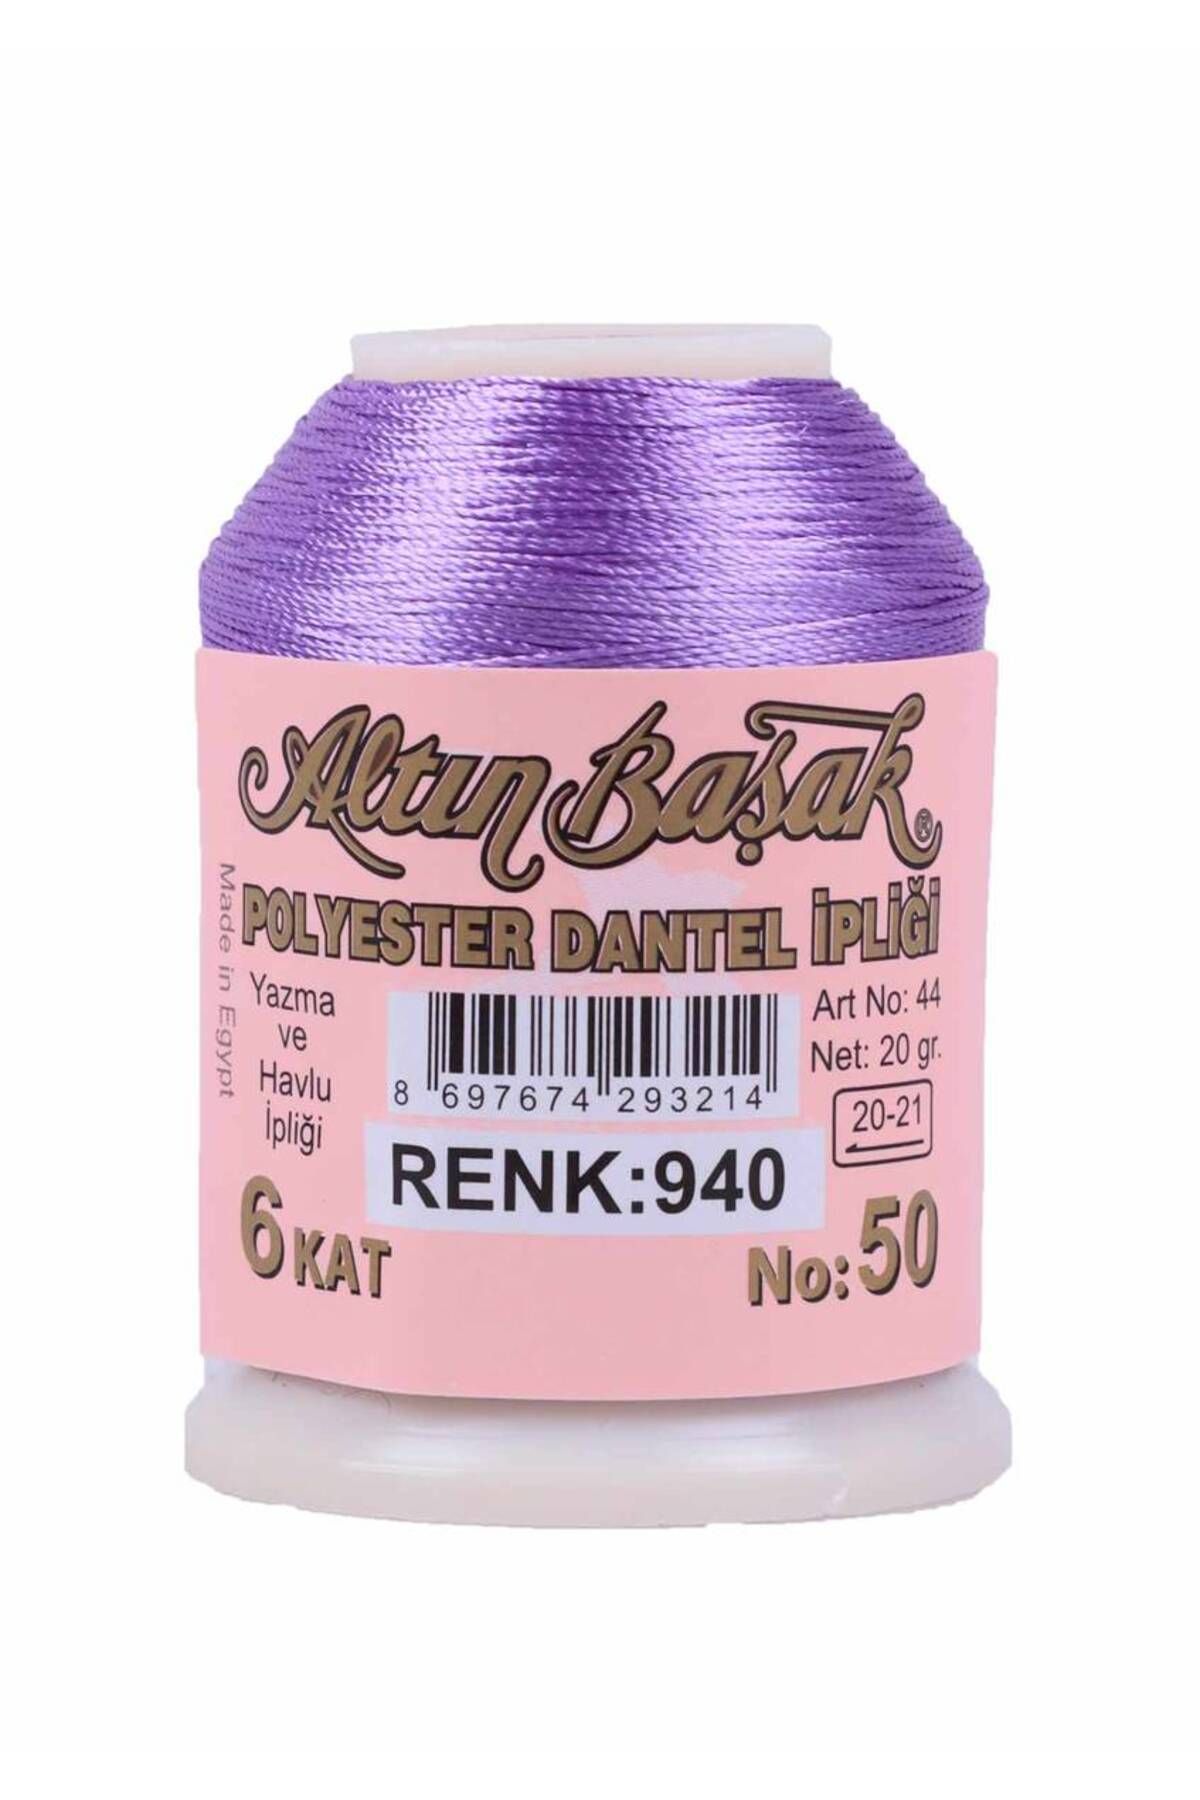 Altın Başak ®
POLYESTER DANTEL İPLİĞİ
Made in Egypt
Yazma
ve
Havlu
İpliği
Art No: 44
Net: 20 gr.
20-21
8 697674 293214
RENK:940
6 KAT
No: 50